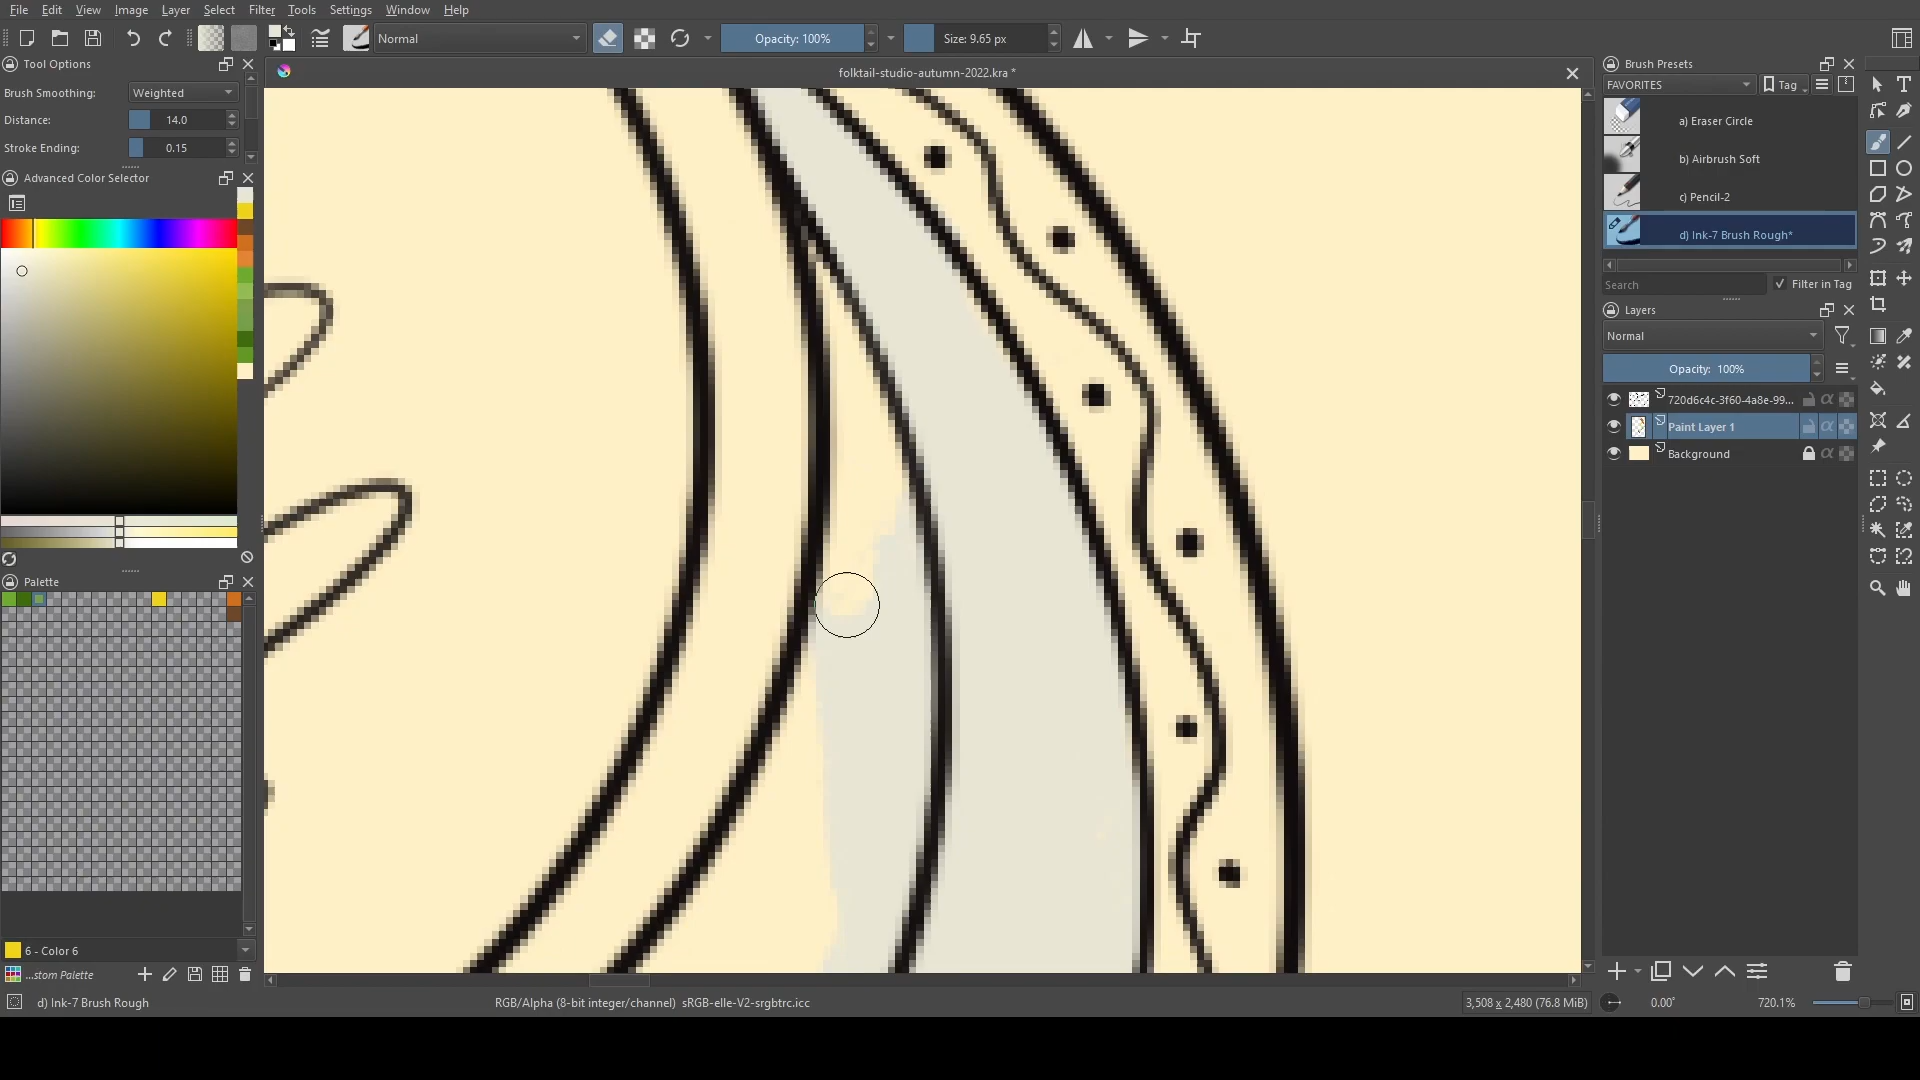 File Edit View Image Layer Select Filter Tools Settings Window Help
Normal
Opacity: 100%
Size: 9.65 px
Tool Options
folktail-studio-autumn-2022.kra *
Brush Presets
Brush Smoothing: Weighted
FAVORITES
Tag
Distance: 14.0
a) Eraser Circle
Stroke Ending: 0.15
b) Airbrush Soft
Advanced Color Selector
c) Pencil-2
d) Ink-7 Brush Rough*
Search
Filter in Tag
Layers
Normal
Opacity: 100%
720d6c4c-3f60-4a8e-99...
Paint Layer 1
Background
Palette
6 - Color 6
...stom Palette
d) Ink-7 Brush Rough
RGB/Alpha (8-bit integer/channel) sRGB-elle-V2-srgbtrc.icc
3,508 x 2,480 (76.8 MiB)
0.00°
720.1%